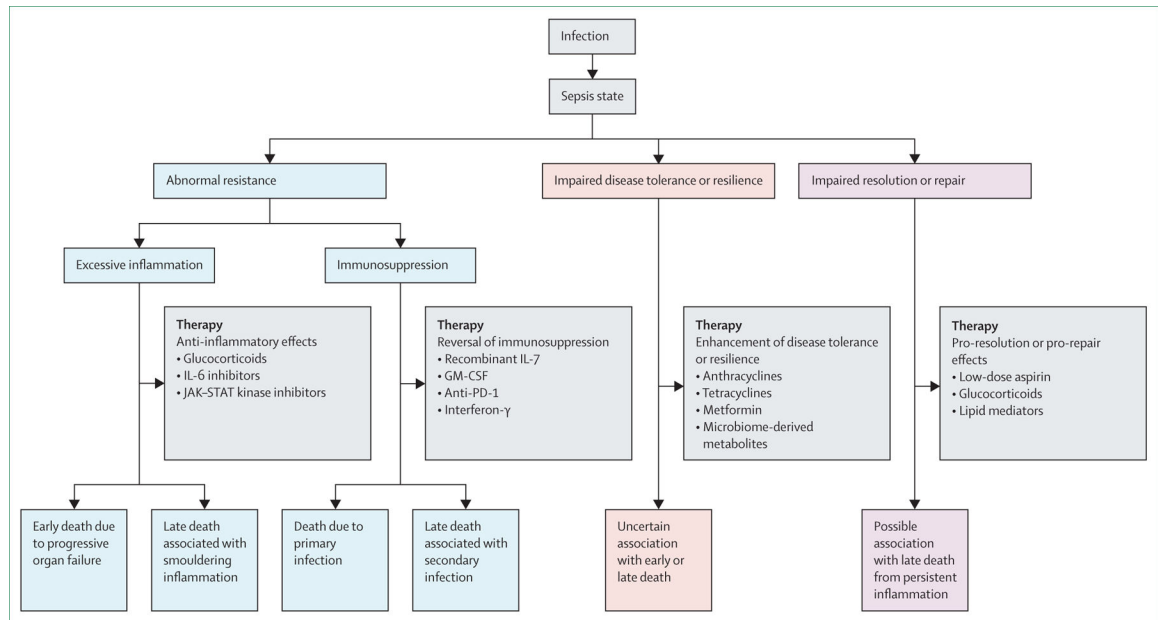 Infection
Sepsis state
Abnormal resistance
Impaired disease tolerance or resilience
Impaired resolution or repair
Excessive inflammation
Immunosuppression
Therapy
Anti-inflammatory effects
• Glucocorticoids
• IL-6 inhibitors
• JAK–STAT kinase inhibitors
Therapy
Reversal of immunosuppression
• Recombinant IL-7
• GM-CSF
• Anti-PD-1
• Interferon-γ
Therapy
Enhancement of disease tolerance
or resilience
• Anthracyclines
• Tetracyclines
• Metformin
• Microbiome-derived
metabolites
Therapy
Pro-resolution or pro-repair
effects
• Low-dose aspirin
• Glucocorticoids
• Lipid mediators
Early death due
to progressive
organ failure
Late death
associated with
smouldering
inflammation
Death due to
primary
infection
Late death
associated with
secondary
infection
Uncertain
association
with early or
late death
Possible
association
with late death
from persistent
inflammation